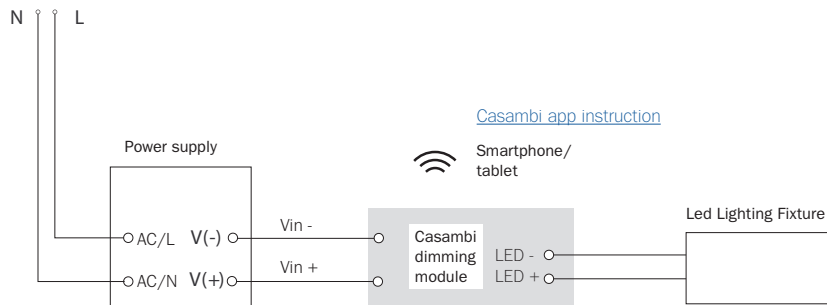 N L
Casambi app instruction
Power supply
Smartphone/
tablet
Led Lighting Fixture
AC/L V(-) Vin -
Casambi
dimming
module
LED -
LED +
AC/N V(+) Vin +